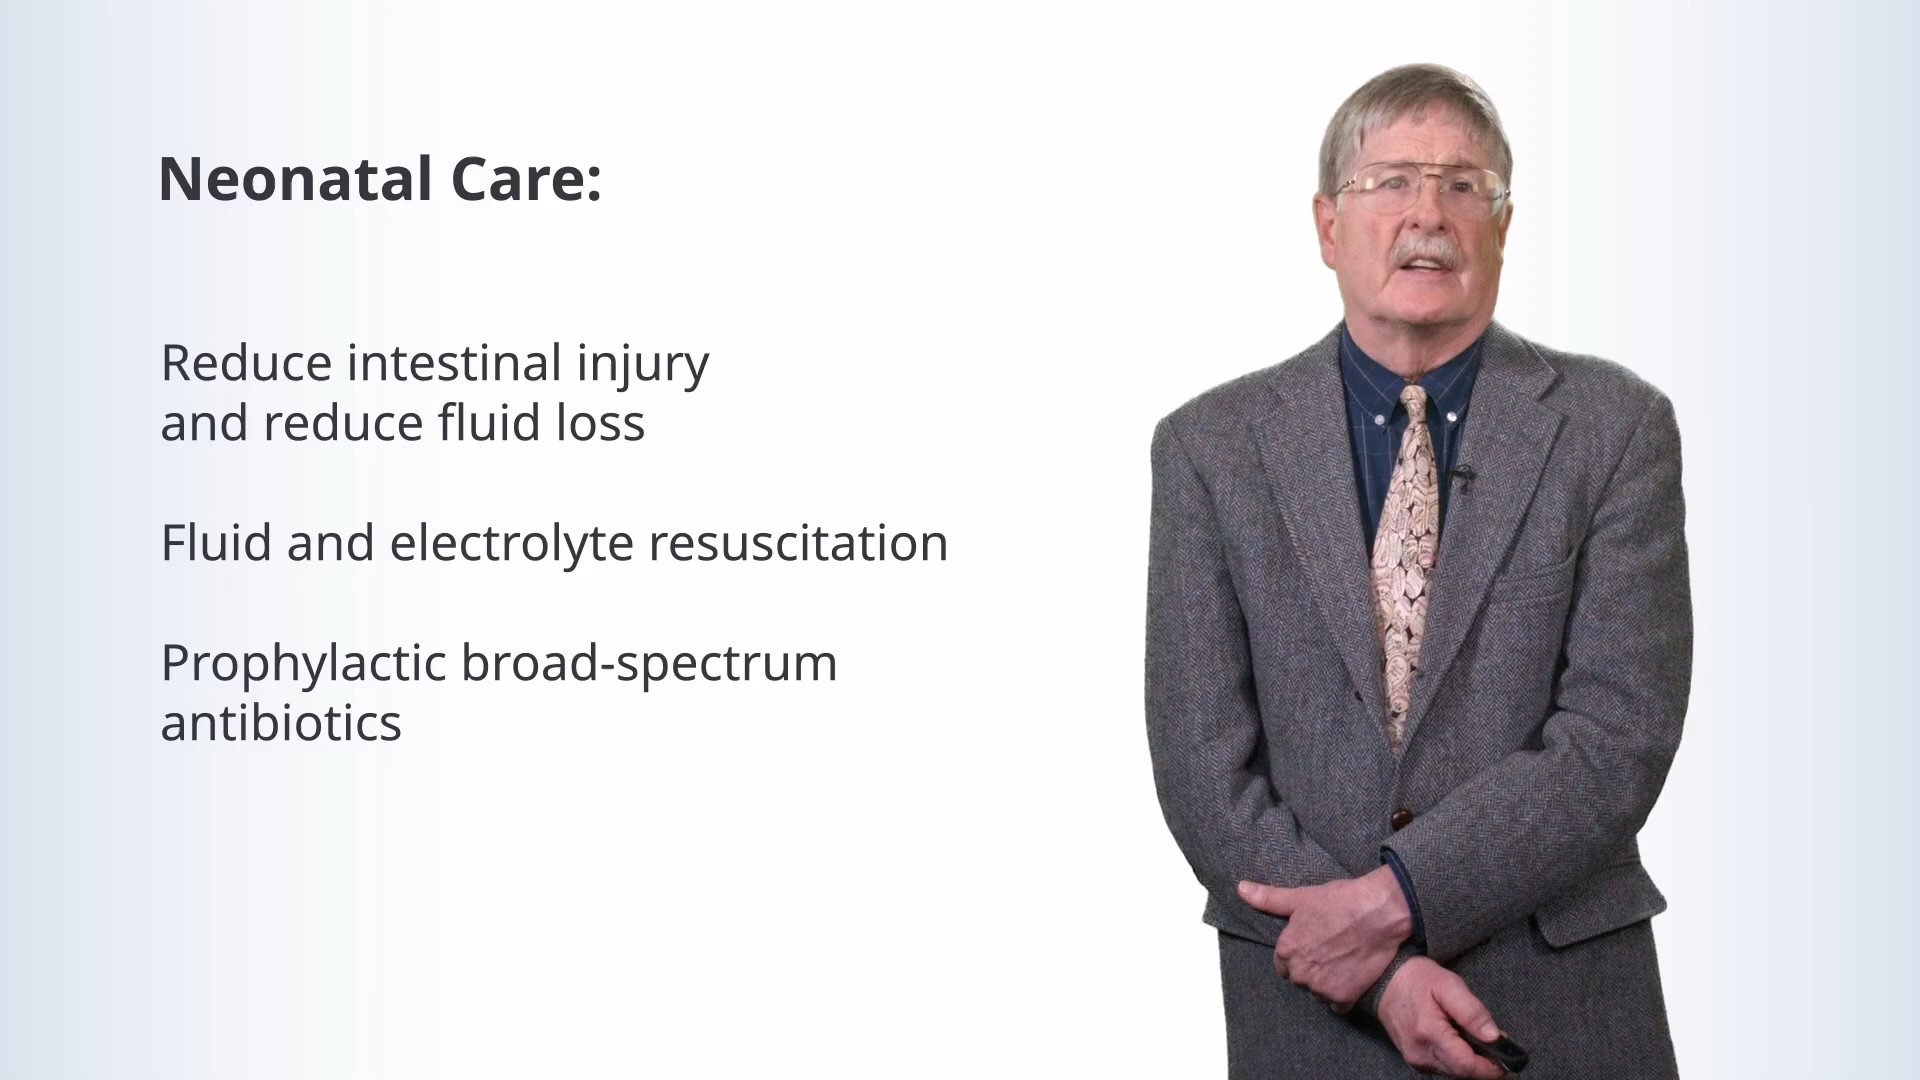 Neonatal Care:
Reduce intestinal injury
and reduce fluid loss
Fluid and electrolyte resuscitation
Prophylactic broad-spectrum
antibiotics